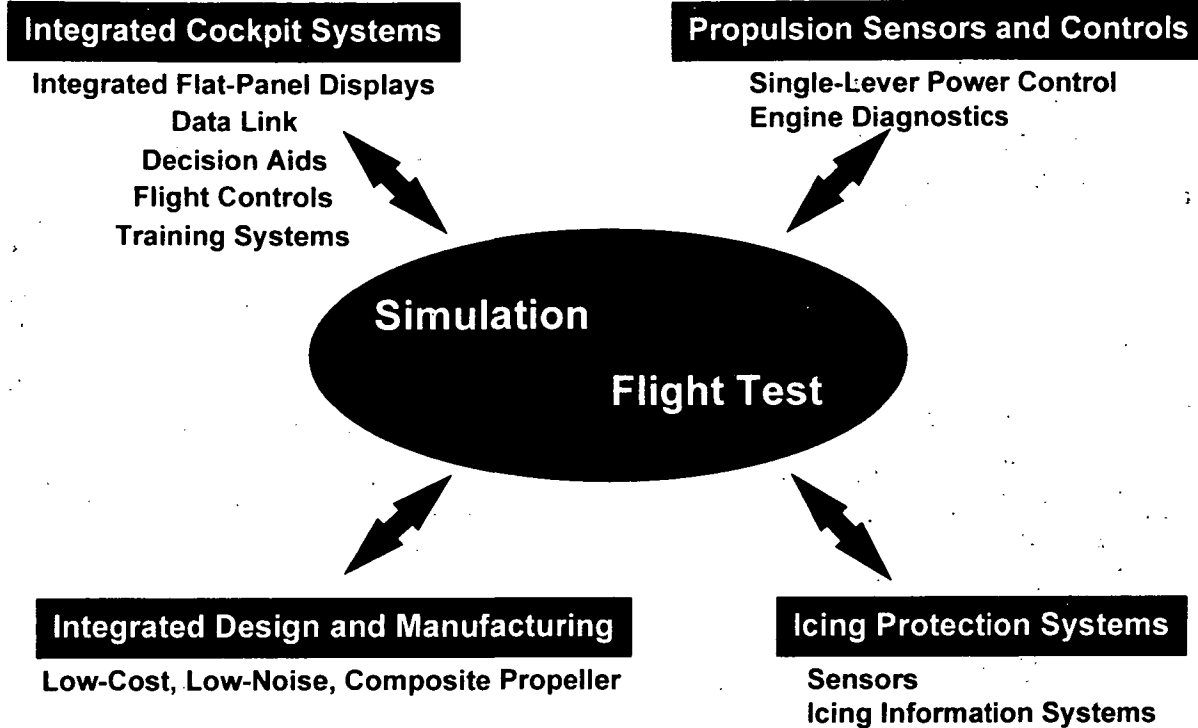 Integrated Cockpit Systems
Integrated Flat-Panel Displays
Data Link
Decision Aids
Flight Controls
Training Systems
Propulsion Sensors and Controls
Single-Lever Power Control
Engine Diagnostics
Simulation
Flight Test
Integrated Design and Manufacturing
Low-Cost, Low-Noise, Composite Propeller
Icing Protection Systems
Sensors
Icing Information Systems